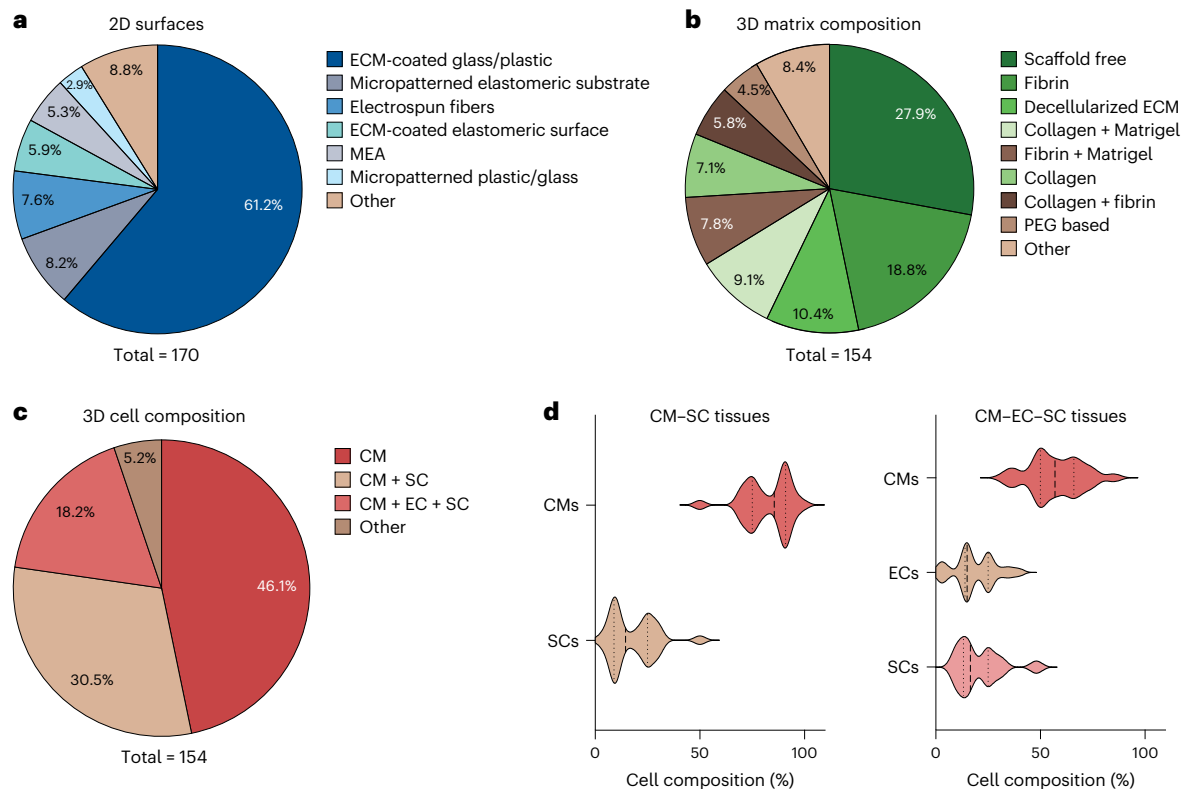 a
2D surfaces
8.8%
2.9%
5.3%
5.9%
7.6%
8.2%
61.2%
Total = 170
ECM-coated glass/plastic
Micropatterned elastomeric substrate
Electrospun fibers
ECM-coated elastomeric surface
MEA
Micropatterned plastic/glass
Other
b
3D matrix composition
8.4%
4.5%
5.8%
7.1%
7.8%
9.1%
10.4%
18.8%
27.9%
Total = 154
Scaffold free
Fibrin
Decellularized ECM
Collagen + Matrigel
Fibrin + Matrigel
Collagen
Collagen + fibrin
PEG based
Other
c
3D cell composition
5.2%
18.2%
46.1%
30.5%
Total = 154
CM
CM + SC
CM + EC + SC
Other
d
CM–SC tissues
CMs
SCs
0
50
100
Cell composition (%)
CM–EC–SC tissues
CMs
ECs
SCs
0
50
100
Cell composition (%)